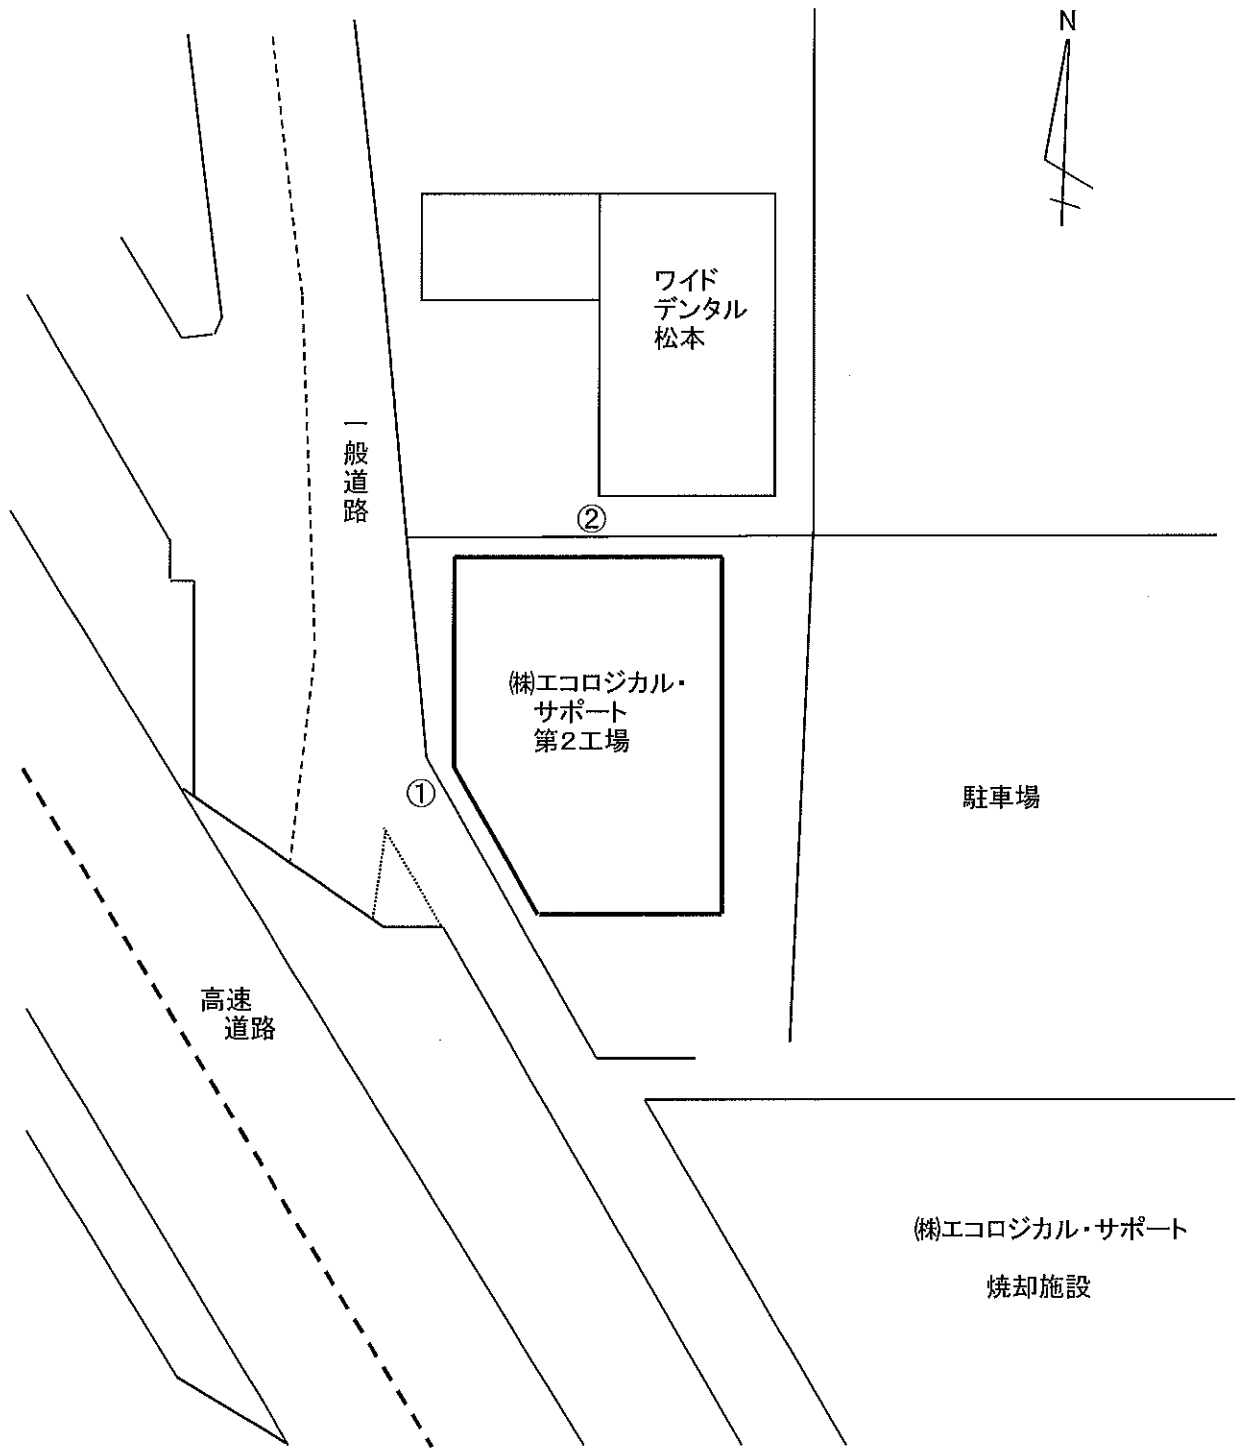 N
ワイド
デンタル
松本
一般道路
②
㈱エコロジカル・
サポート
第2工場
①
駐車場
高速
道路
㈱エコロジカル・サポート
焼却施設